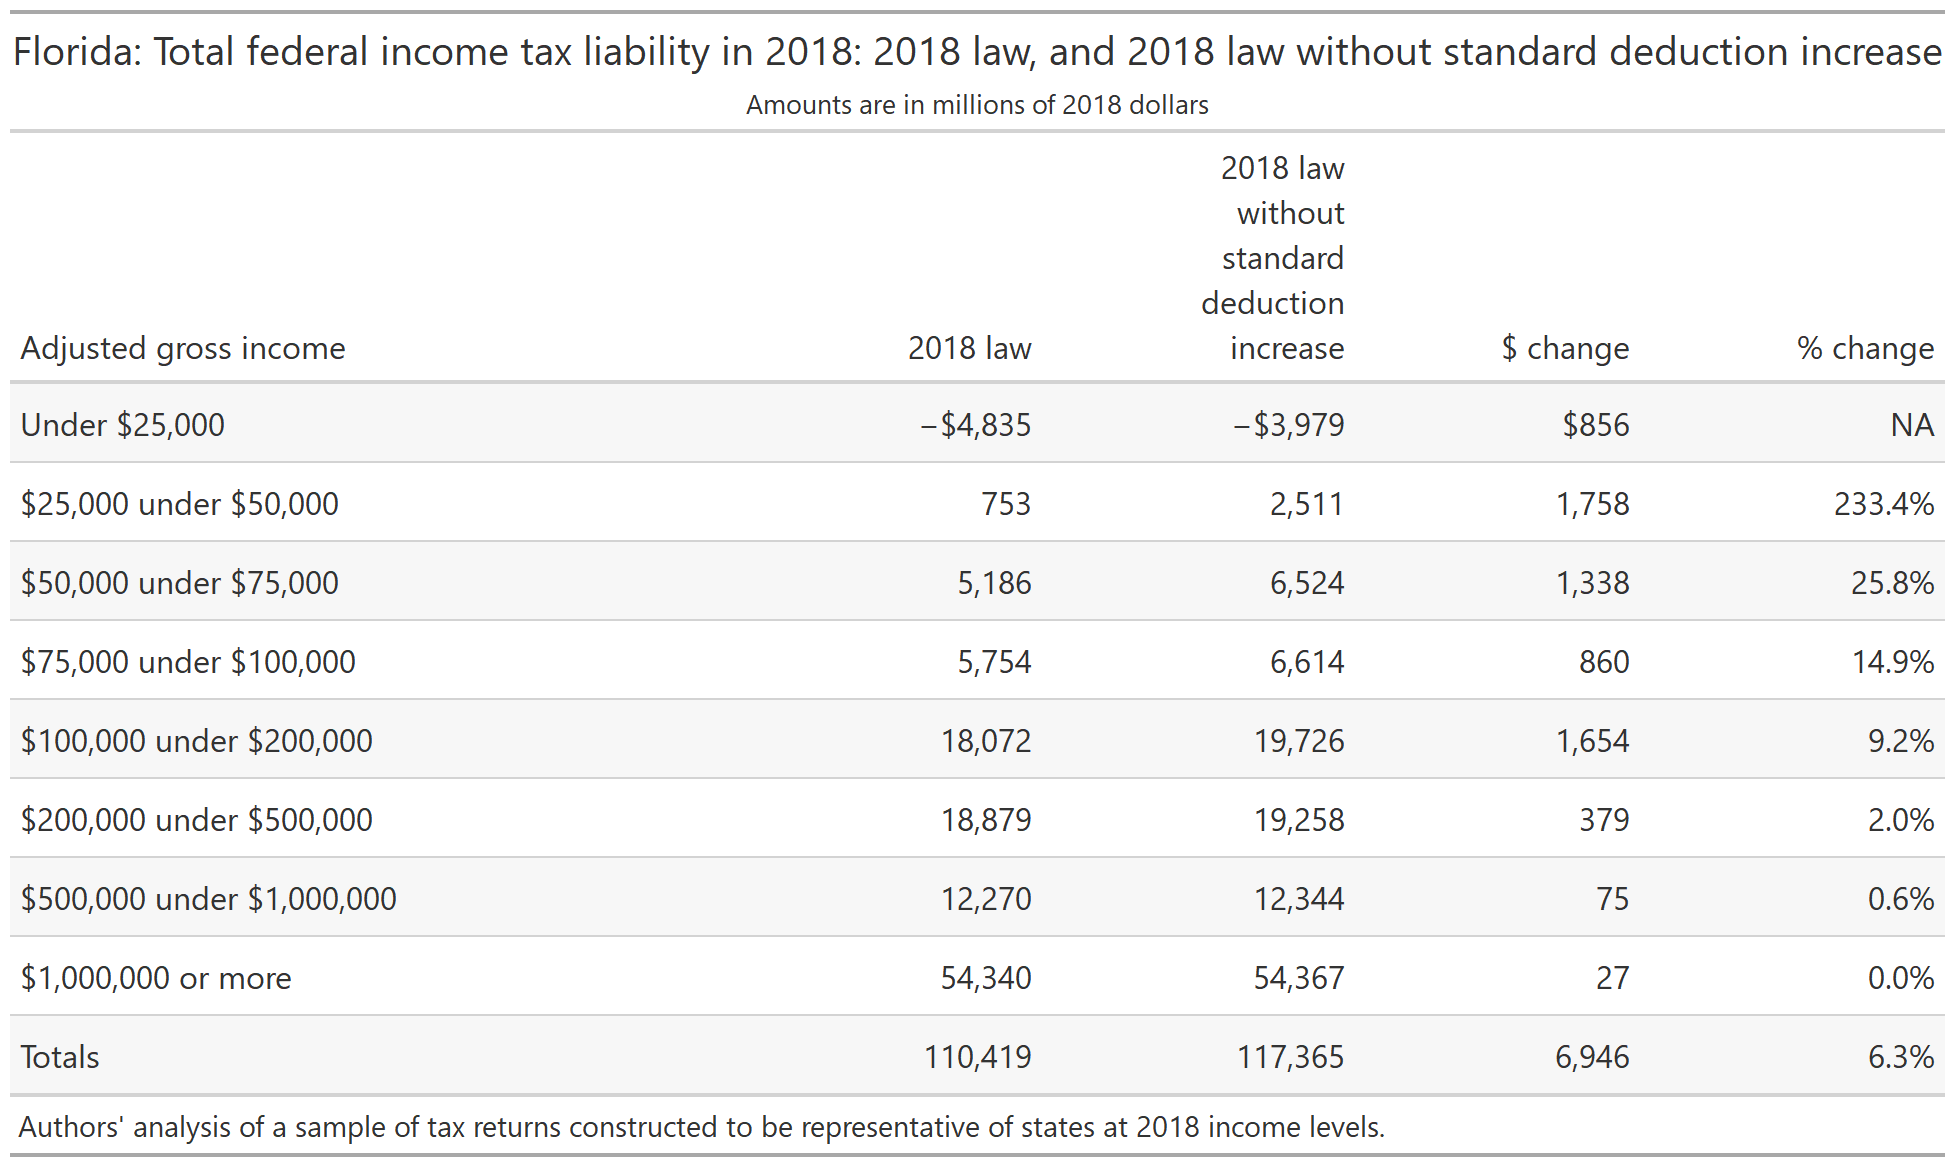 Florida: Total federal income tax liability in 2018: 2018 law, and 2018 law without standard deduction increase
Amounts are in millions of 2018 dollars
Adjusted gross income 2018 law 2018 law without standard deduction increase $ change % change
Under $25,000 −$4,835 −$3,979 $856 NA
$25,000 under $50,000 753 2,511 1,758 233.4%
$50,000 under $75,000 5,186 6,524 1,338 25.8%
$75,000 under $100,000 5,754 6,614 860 14.9%
$100,000 under $200,000 18,072 19,726 1,654 9.2%
$200,000 under $500,000 18,879 19,258 379 2.0%
$500,000 under $1,000,000 12,270 12,344 75 0.6%
$1,000,000 or more 54,340 54,367 27 0.0%
Totals 110,419 117,365 6,946 6.3%
Authors' analysis of a sample of tax returns constructed to be representative of states at 2018 income levels.